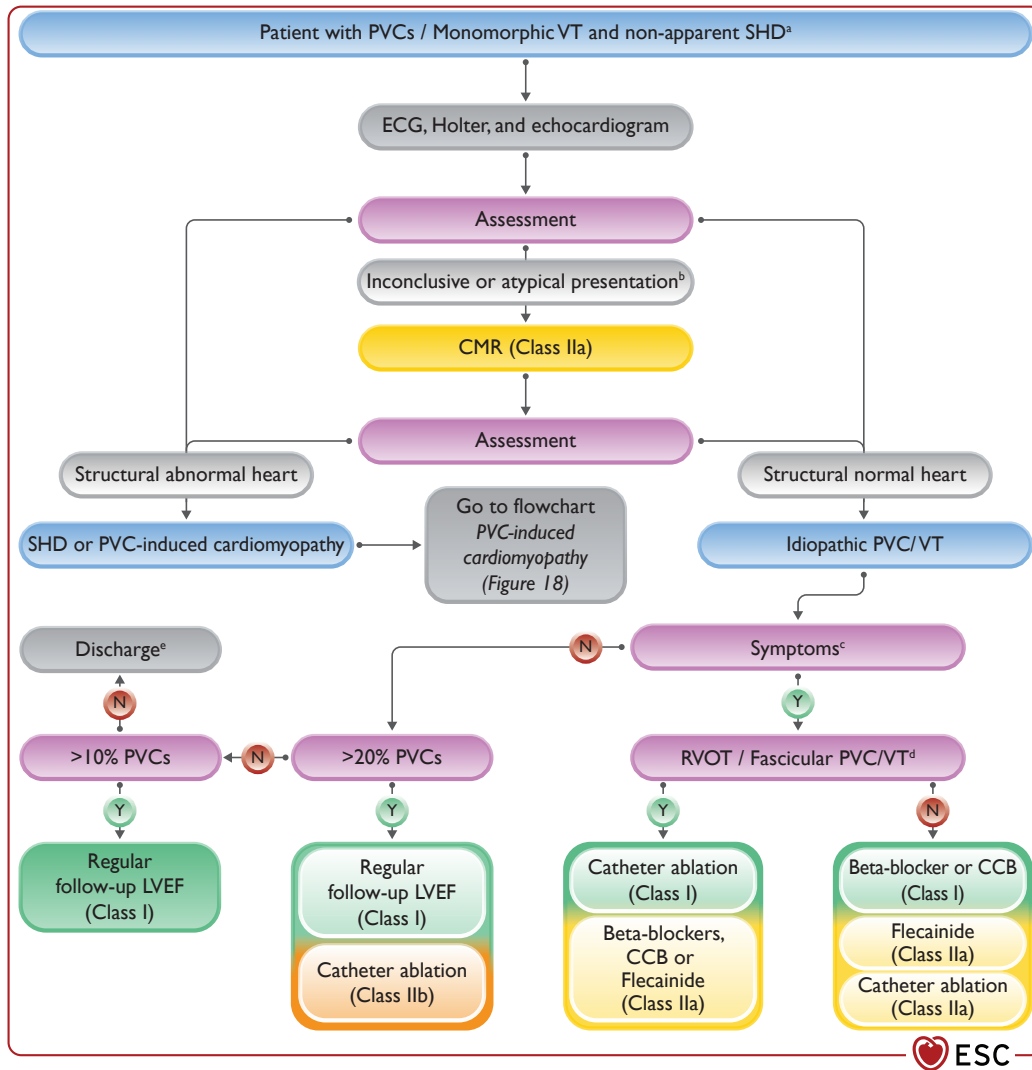 Patient with PVCs / Monomorphic VT and non-apparent SHDᵃ
ECG, Holter, and echocardiogram
Assessment
Inconclusive or atypical presentationᵇ
CMR (Class IIa)
Assessment
Structural abnormal heart
Structural normal heart
SHD or PVC-induced cardiomyopathy
Go to flowchart
PVC-induced
cardiomyopathy
(Figure 18)
Idiopathic PVC/VT
Dischargeᵉ
N
Symptomsᶜ
N
Y
>10% PVCs
N
>20% PVCs
RVOT / Fascicular PVC/VTᵈ
Y
Y
Y
N
Regular
follow-up LVEF
(Class I)
Regular
follow-up LVEF
(Class I)
Catheter ablation
(Class IIb)
Catheter ablation
(Class I)
Beta-blockers,
CCB or
Flecainide
(Class IIa)
Beta-blocker or CCB
(Class I)
Flecainide
(Class IIa)
Catheter ablation
(Class IIa)
ESC